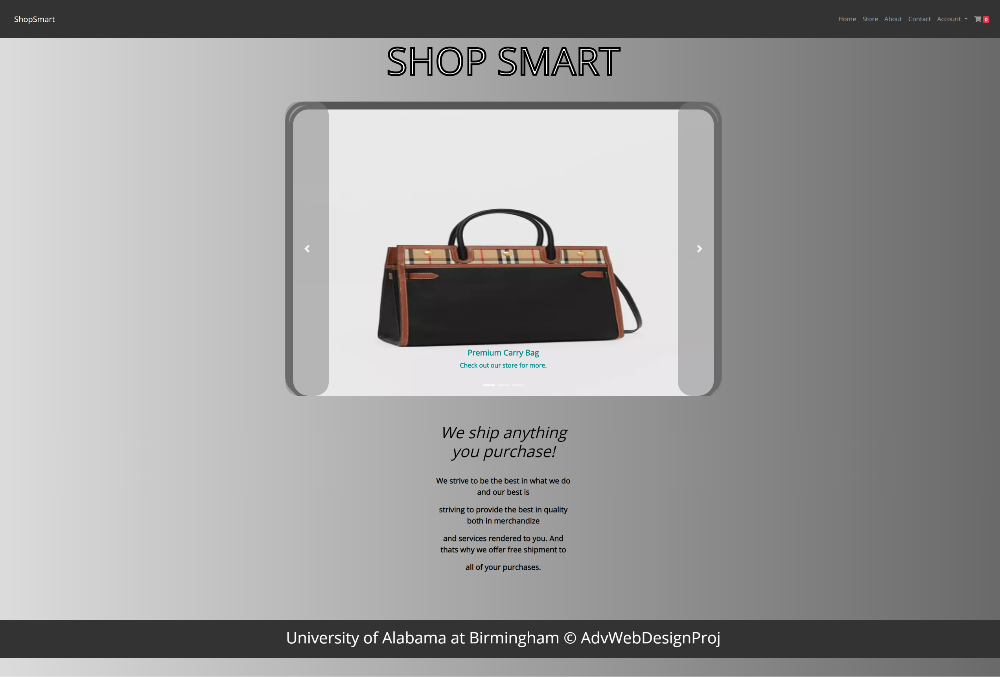 ShopSmart
Home Store About Contact Account 0
SHOP SMART
Premium Carry Bag
Check out our store for more.
We ship anything
you purchase!
We strive to be the best in what we do
and our best is
striving to provide the best in quality
both in merchandize
and services rendered to you. And
thats why we offer free shipment to
all of your purchases.
University of Alabama at Birmingham © AdvWebDesignProj